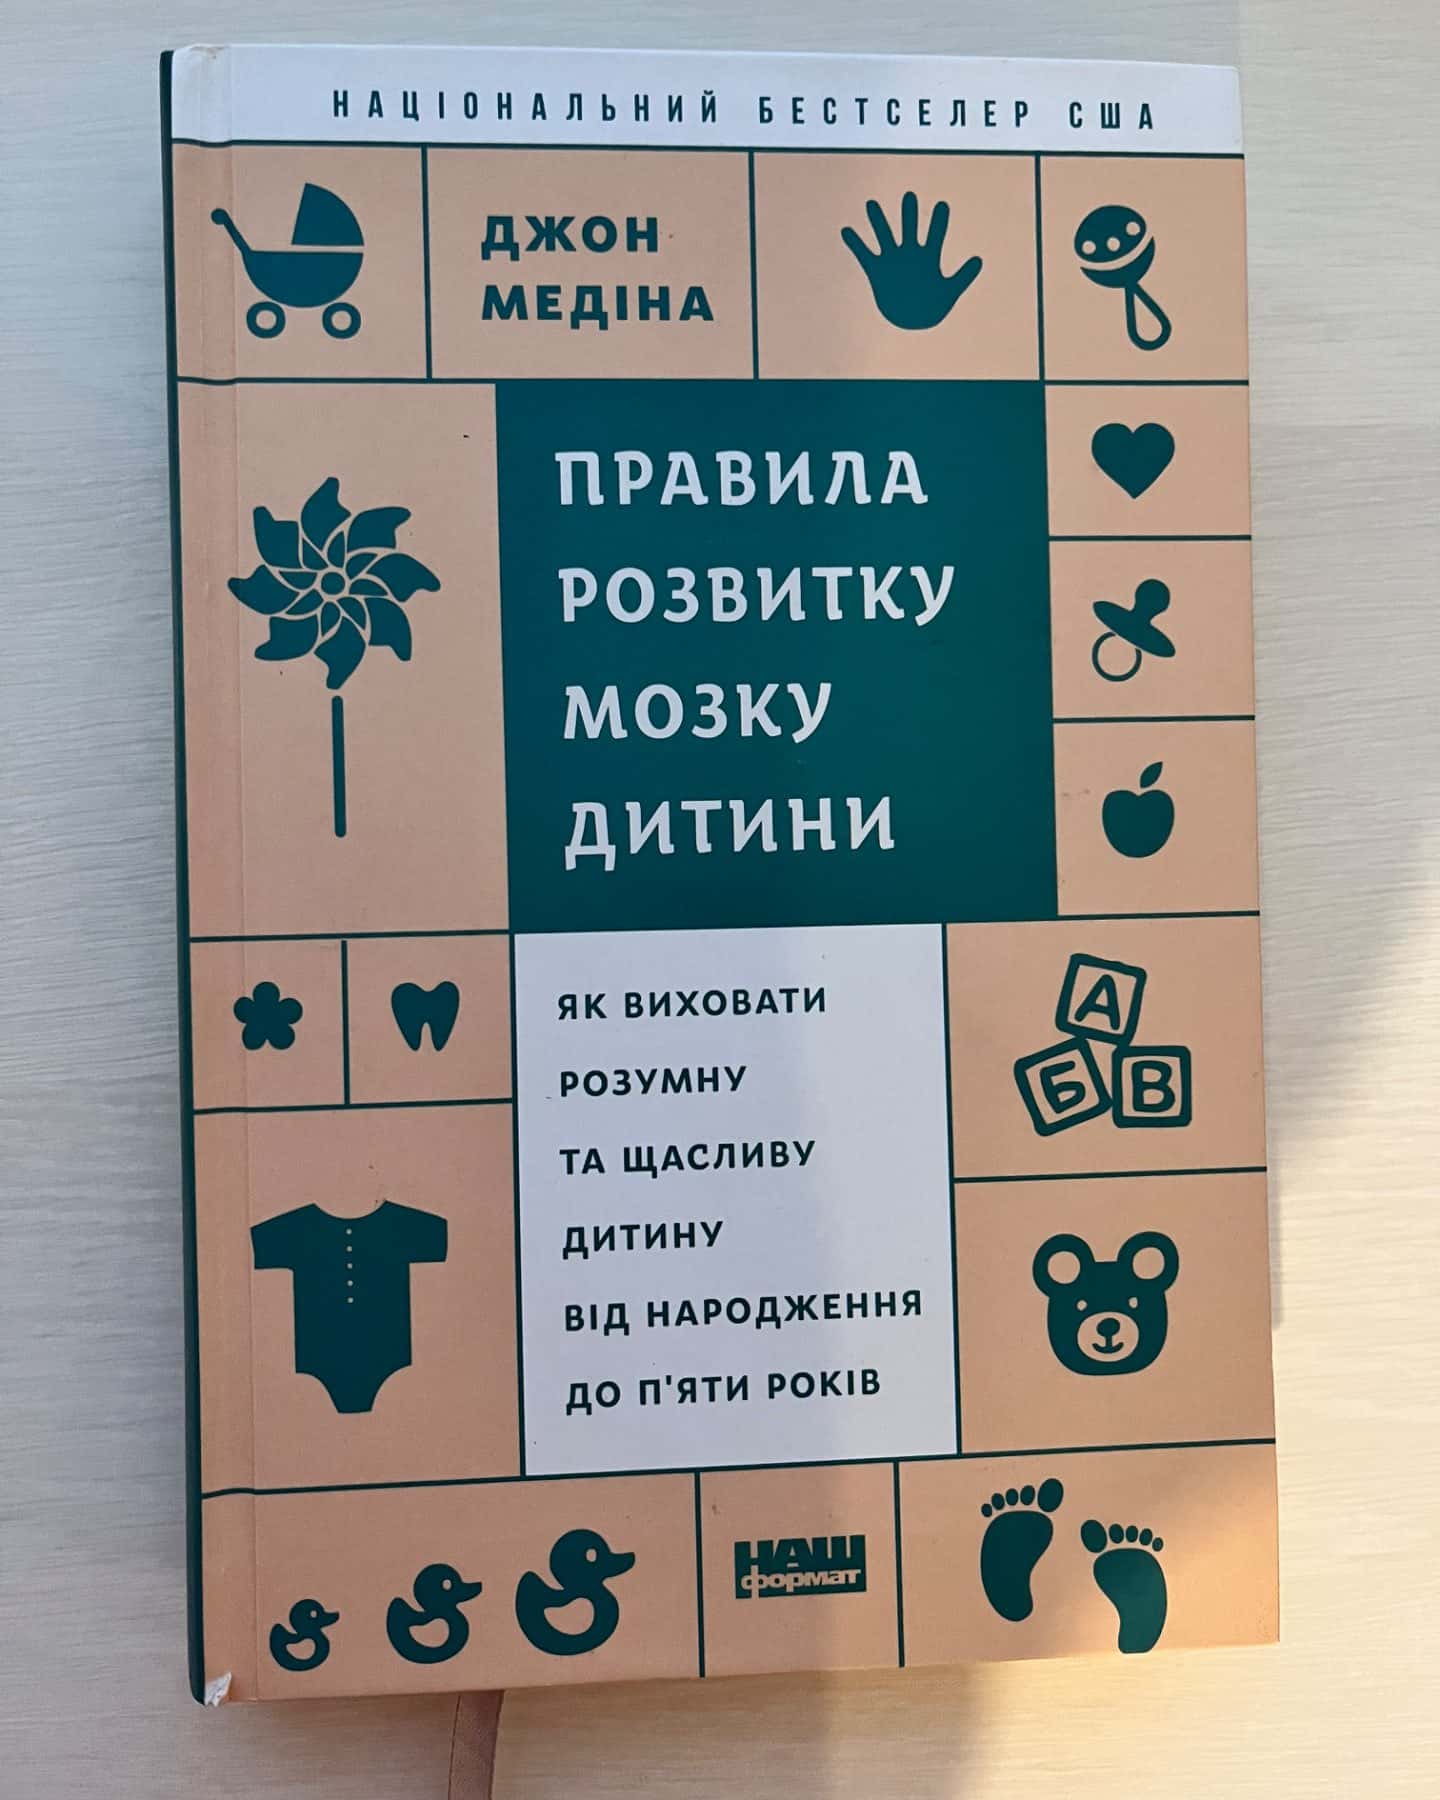 НАЦІОНАЛЬНИЙ БЕСТСЕЛЕР США
ДЖОН
МЕДІНА
ПРАВИЛА
РОЗВИТКУ
МОЗКУ
ДИТИНИ
ЯК ВИХОВАТИ
РОЗУМНУ
ТА ЩАСЛИВУ
ДИТИНУ
ВІД НАРОДЖЕННЯ
ДО П'ЯТИ РОКІВ
А
Б В
НАШ
формат